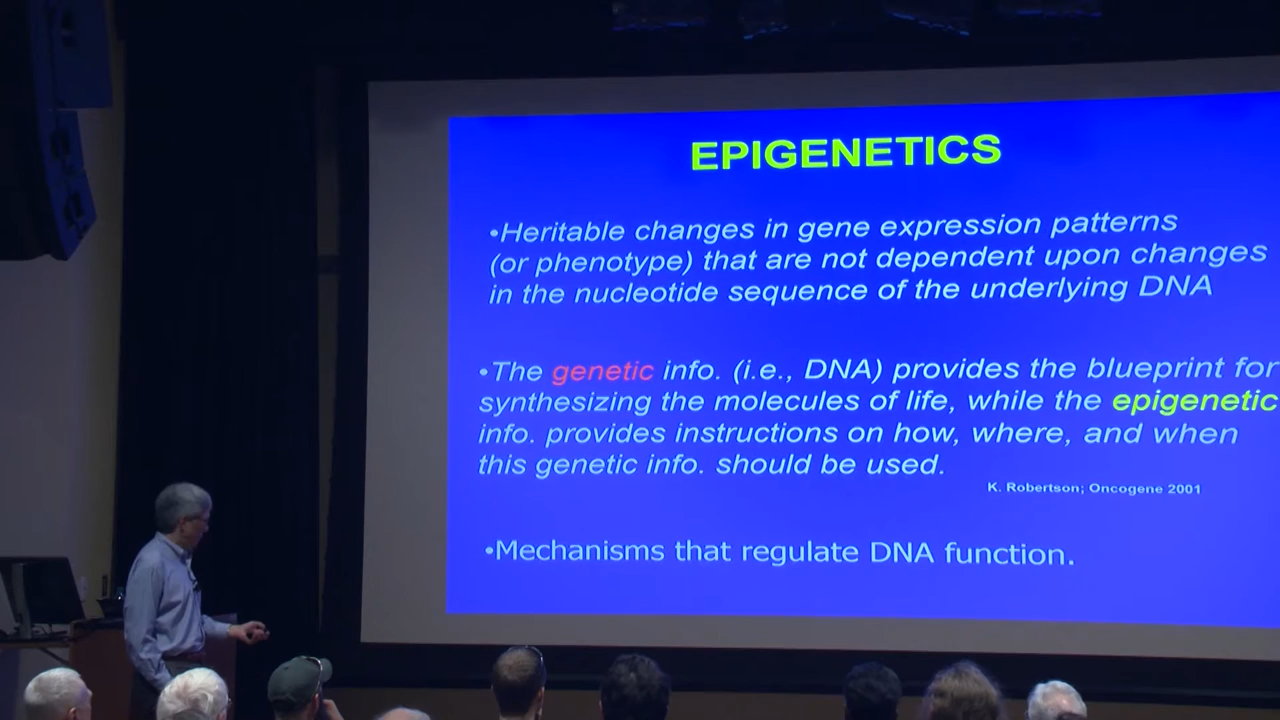 EPIGENETICS
•Heritable changes in gene expression patterns
(or phenotype) that are not dependent upon changes
in the nucleotide sequence of the underlying DNA
•The genetic info. (i.e., DNA) provides the blueprint for
synthesizing the molecules of life, while the epigenetic
info. provides instructions on how, where, and when
this genetic info. should be used.
K. Robertson; Oncogene 2001
•Mechanisms that regulate DNA function.